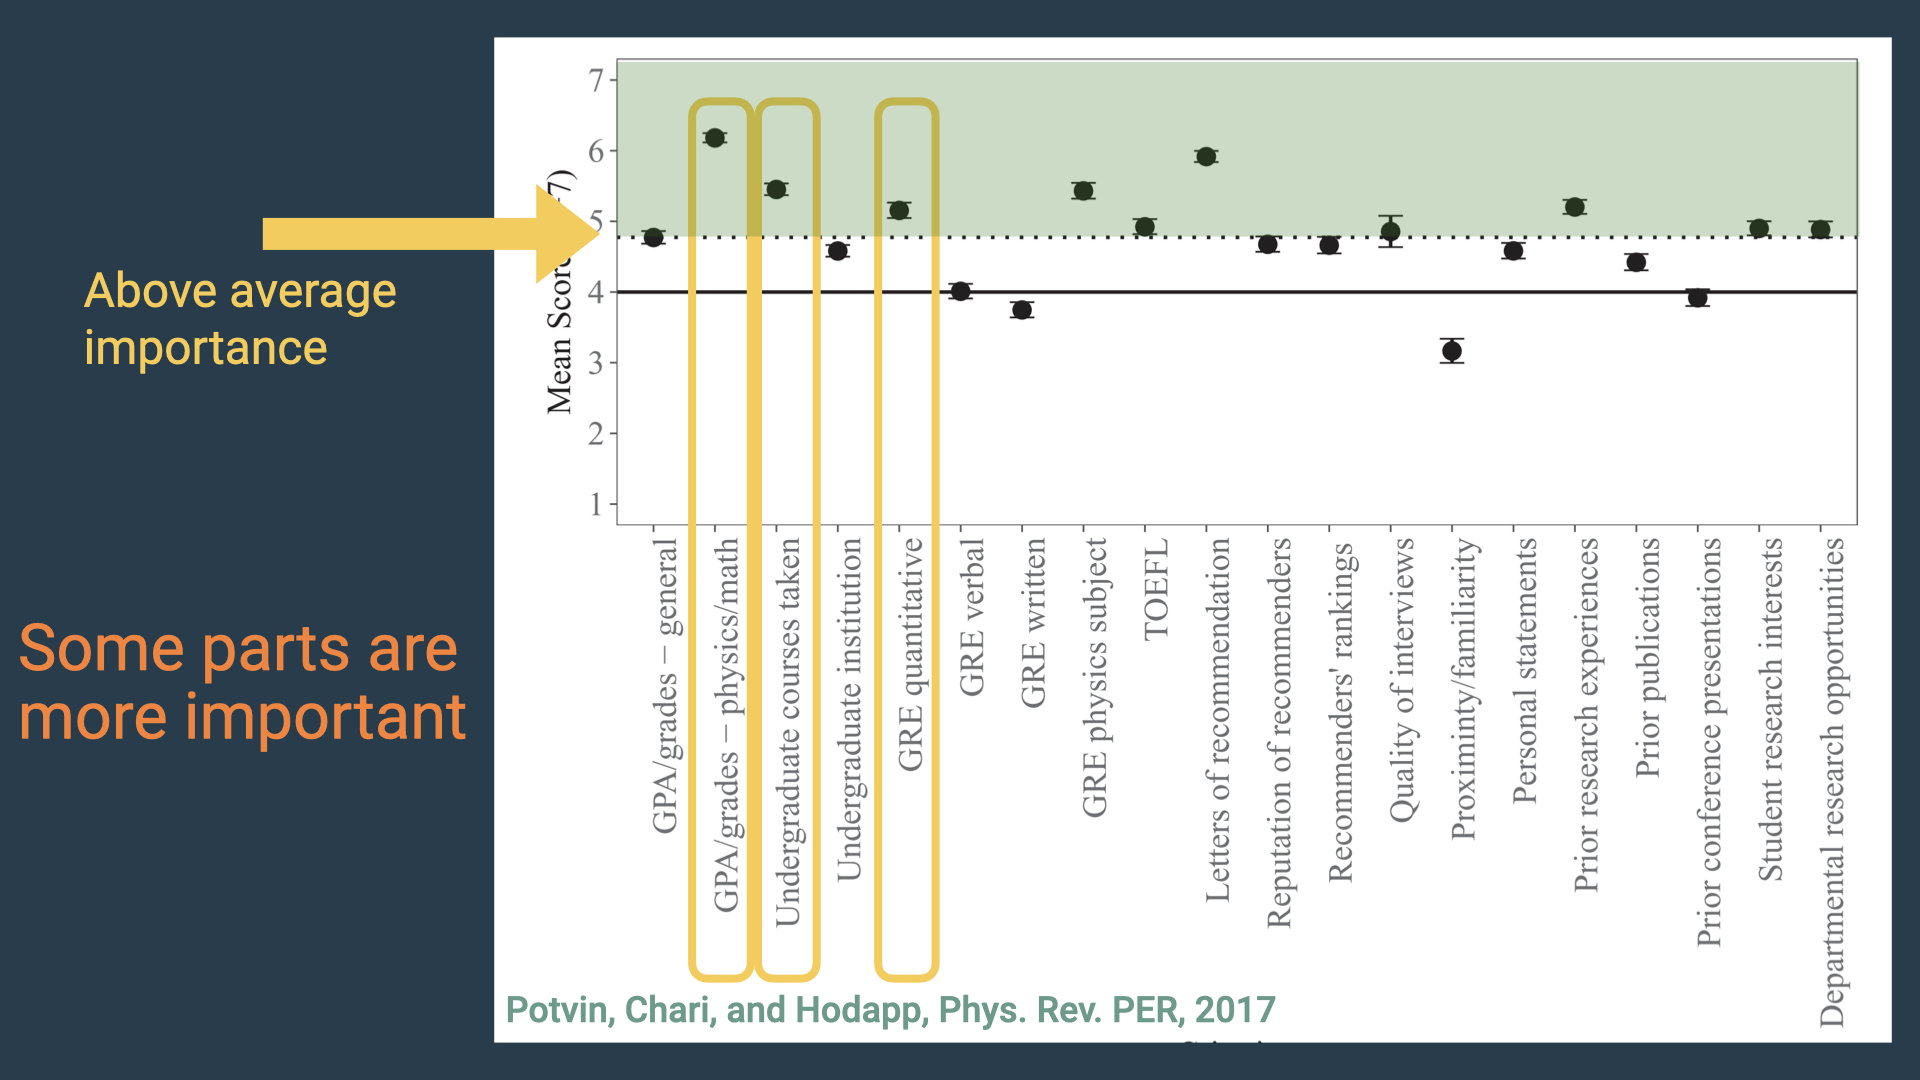 Above average
importance
Some parts are
more important
Mean Score
7)
7
6
5
4
3
2
1
GPA/grades – general
GPA/grades – physics/math
Undergraduate courses taken
Undergraduate institution
GRE quantitative
GRE verbal
GRE written
GRE physics subject
TOEFL
Letters of recommendation
Reputation of recommenders
Recommenders' rankings
Quality of interviews
Proximinty/familiarity
Personal statements
Prior research experiences
Prior publications
Prior conference presentations
Student research interests
Departmental research opportunities
Potvin, Chari, and Hodapp, Phys. Rev. PER, 2017